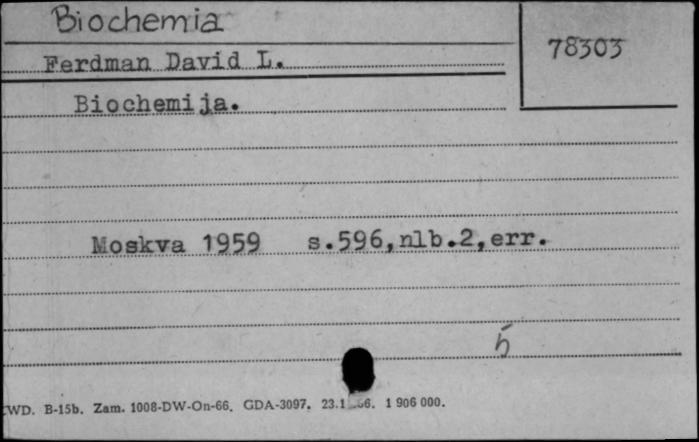 Biochemia
78303
Ferdman David L.
Biochemija.
Moskva 1959 s.596,nlb.2,err.
5
WD. B-15b. Zam. 1008-DW-On-66. GDA-3097. 1 906 000.